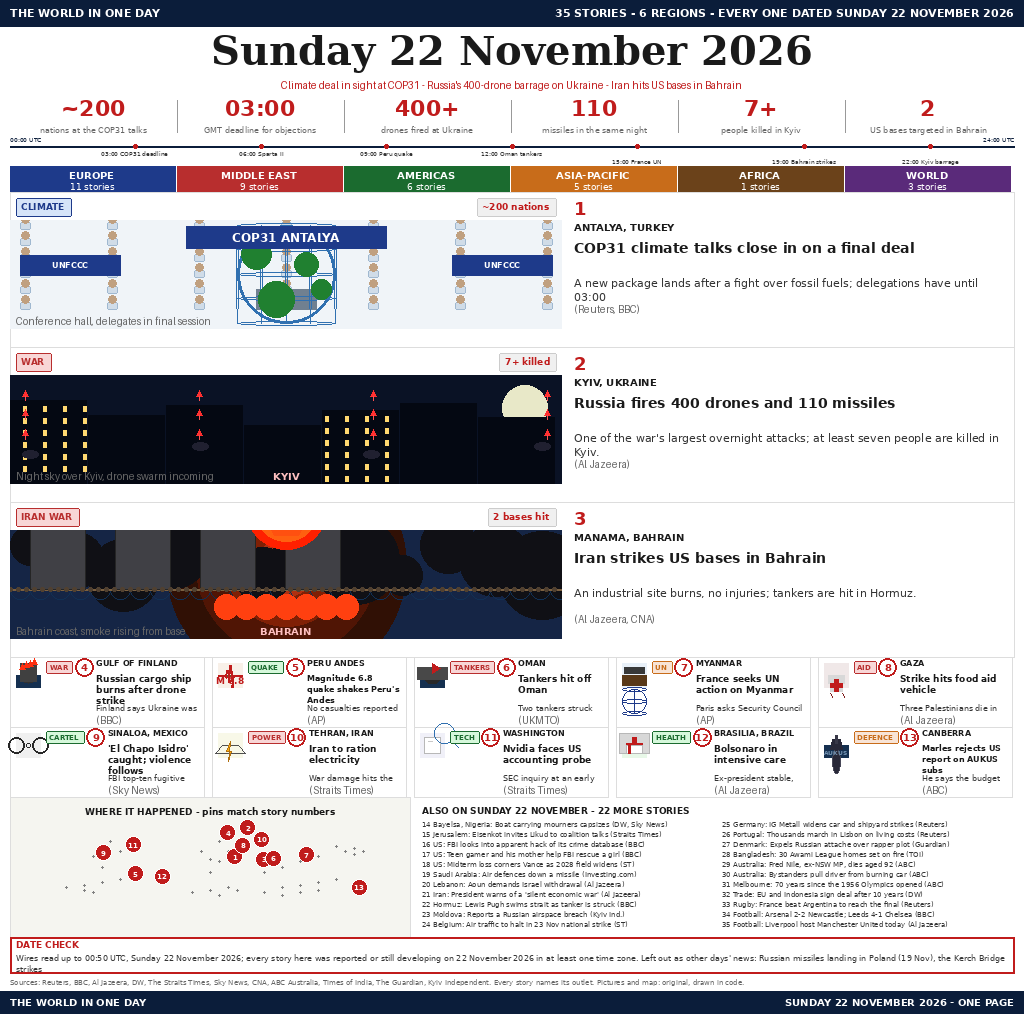 THE WORLD IN ONE DAY
35 STORIES - 6 REGIONS - EVERY ONE DATED SUNDAY 22 NOVEMBER 2026
Sunday 22 November 2026
Climate deal in sight at COP31 - Russia's 400-drone barrage on Ukraine - Iran hits US bases in Bahrain
~200
03:00
400+
110
7+
2
nations at the COP31 talks
GMT deadline for objections
drones fired at Ukraine
missiles in the same night
people killed in Kyiv
US bases targeted in Bahrain
00:00 UTC
24:00 UTC
03:00 COP31 deadline
06:00 Sparta II
09:00 Peru quake
12:00 Oman tankers
15:00 France UN
19:00 Bahrain strikes
22:00 Kyiv barrage
EUROPE
11 stories
MIDDLE EAST
9 stories
AMERICAS
6 stories
ASIA-PACIFIC
5 stories
AFRICA
1 stories
WORLD
3 stories
CLIMATE
~200 nations
COP31 ANTALYA
UNFCCC
UNFCCC
Conference hall, delegates in final session
1
ANTALYA, TURKEY
COP31 climate talks close in on a final deal
A new package lands after a fight over fossil fuels; delegations have until
03:00
(Reuters, BBC)
WAR
7+ killed
Night sky over Kyiv, drone swarm incoming
KYIV
2
KYIV, UKRAINE
Russia fires 400 drones and 110 missiles
One of the war's largest overnight attacks; at least seven people are killed in
Kyiv.
(Al Jazeera)
IRAN WAR
2 bases hit
Bahrain coast, smoke rising from base
BAHRAIN
3
MANAMA, BAHRAIN
Iran strikes US bases in Bahrain
An industrial site burns, no injuries; tankers are hit in Hormuz.
(Al Jazeera, CNA)
WAR
4
GULF OF FINLAND
Russian cargo ship
burns after drone
strike
Finland says Ukraine was
(BBC)
M 6.8
QUAKE
5
PERU ANDES
Magnitude 6.8
quake shakes Peru's
Andes
No casualties reported
(AP)
TANKERS
6
OMAN
Tankers hit off
Oman
Two tankers struck
(UKMTO)
UN
7
MYANMAR
France seeks UN
action on Myanmar
Paris asks Security Council
(AP)
AID
8
GAZA
Strike hits food aid
vehicle
Three Palestinians die in
(Al Jazeera)
CARTEL
9
SINALOA, MEXICO
'El Chapo Isidro'
caught; violence
follows
FBI top-ten fugitive
(Sky News)
POWER
10
TEHRAN, IRAN
Iran to ration
electricity
War damage hits the
(Straits Times)
TECH
11
WASHINGTON
Nvidia faces US
accounting probe
SEC inquiry at an early
(Straits Times)
HEALTH
12
BRASILIA, BRAZIL
Bolsonaro in
intensive care
Ex-president stable,
(Al Jazeera)
AUKUS
DEFENCE
13
CANBERRA
Marles rejects US
report on AUKUS
subs
He says the budget
(ABC)
WHERE IT HAPPENED - pins match story numbers
4
2
10
8
11
9
1
3
6
7
5
12
13
ALSO ON SUNDAY 22 NOVEMBER - 22 MORE STORIES
14 Bayelsa, Nigeria: Boat carrying mourners capsizes (DW, Sky News)
15 Jerusalem: Eisenkot invites Likud to coalition talks (Straits Times)
16 US: FBI looks into apparent hack of its crime database (BBC)
17 US: Teen gamer and his mother help FBI rescue a girl (BBC)
18 US: Midterm loss corners Vance as 2028 field widens (ST)
19 Saudi Arabia: Air defences down a missile (Investing.com)
20 Lebanon: Aoun demands Israel withdrawal (Al Jazeera)
21 Iran: President warns of a 'silent economic war' (Al Jazeera)
22 Hormuz: Lewis Pugh swims strait as tanker is struck (BBC)
23 Moldova: Reports a Russian airspace breach (Kyiv Ind.)
24 Belgium: Air traffic to halt in 23 Nov national strike (ST)
25 Germany: IG Metall widens car and shipyard strikes (Reuters)
26 Portugal: Thousands march in Lisbon on living costs (Reuters)
27 Denmark: Expels Russian attache over rapper plot (Guardian)
28 Bangladesh: 30 Awami League homes set on fire (TOI)
29 Australia: Fred Nile, ex-NSW MP, dies aged 92 (ABC)
30 Australia: Bystanders pull driver from burning car (ABC)
31 Melbourne: 70 years since the 1956 Olympics opened (ABC)
32 Trade: EU and Indonesia sign deal after 10 years (DW)
33 Rugby: France beat Argentina to reach the final (Reuters)
34 Football: Arsenal 2-2 Newcastle; Leeds 4-1 Chelsea (BBC)
35 Football: Liverpool host Manchester United today (Al Jazeera)
DATE CHECK
Wires read up to 00:50 UTC, Sunday 22 November 2026; every story here was reported or still developing on 22 November 2026 in at least one time zone. Left out as other days' news: Russian missiles landing in Poland (19 Nov), the Kerch Bridge
strikes
Sources: Reuters, BBC, Al Jazeera, DW, The Straits Times, Sky News, CNA, ABC Australia, Times of India, The Guardian, Kyiv Independent. Every story names its outlet. Pictures and map: original, drawn in code.
THE WORLD IN ONE DAY
SUNDAY 22 NOVEMBER 2026 - ONE PAGE